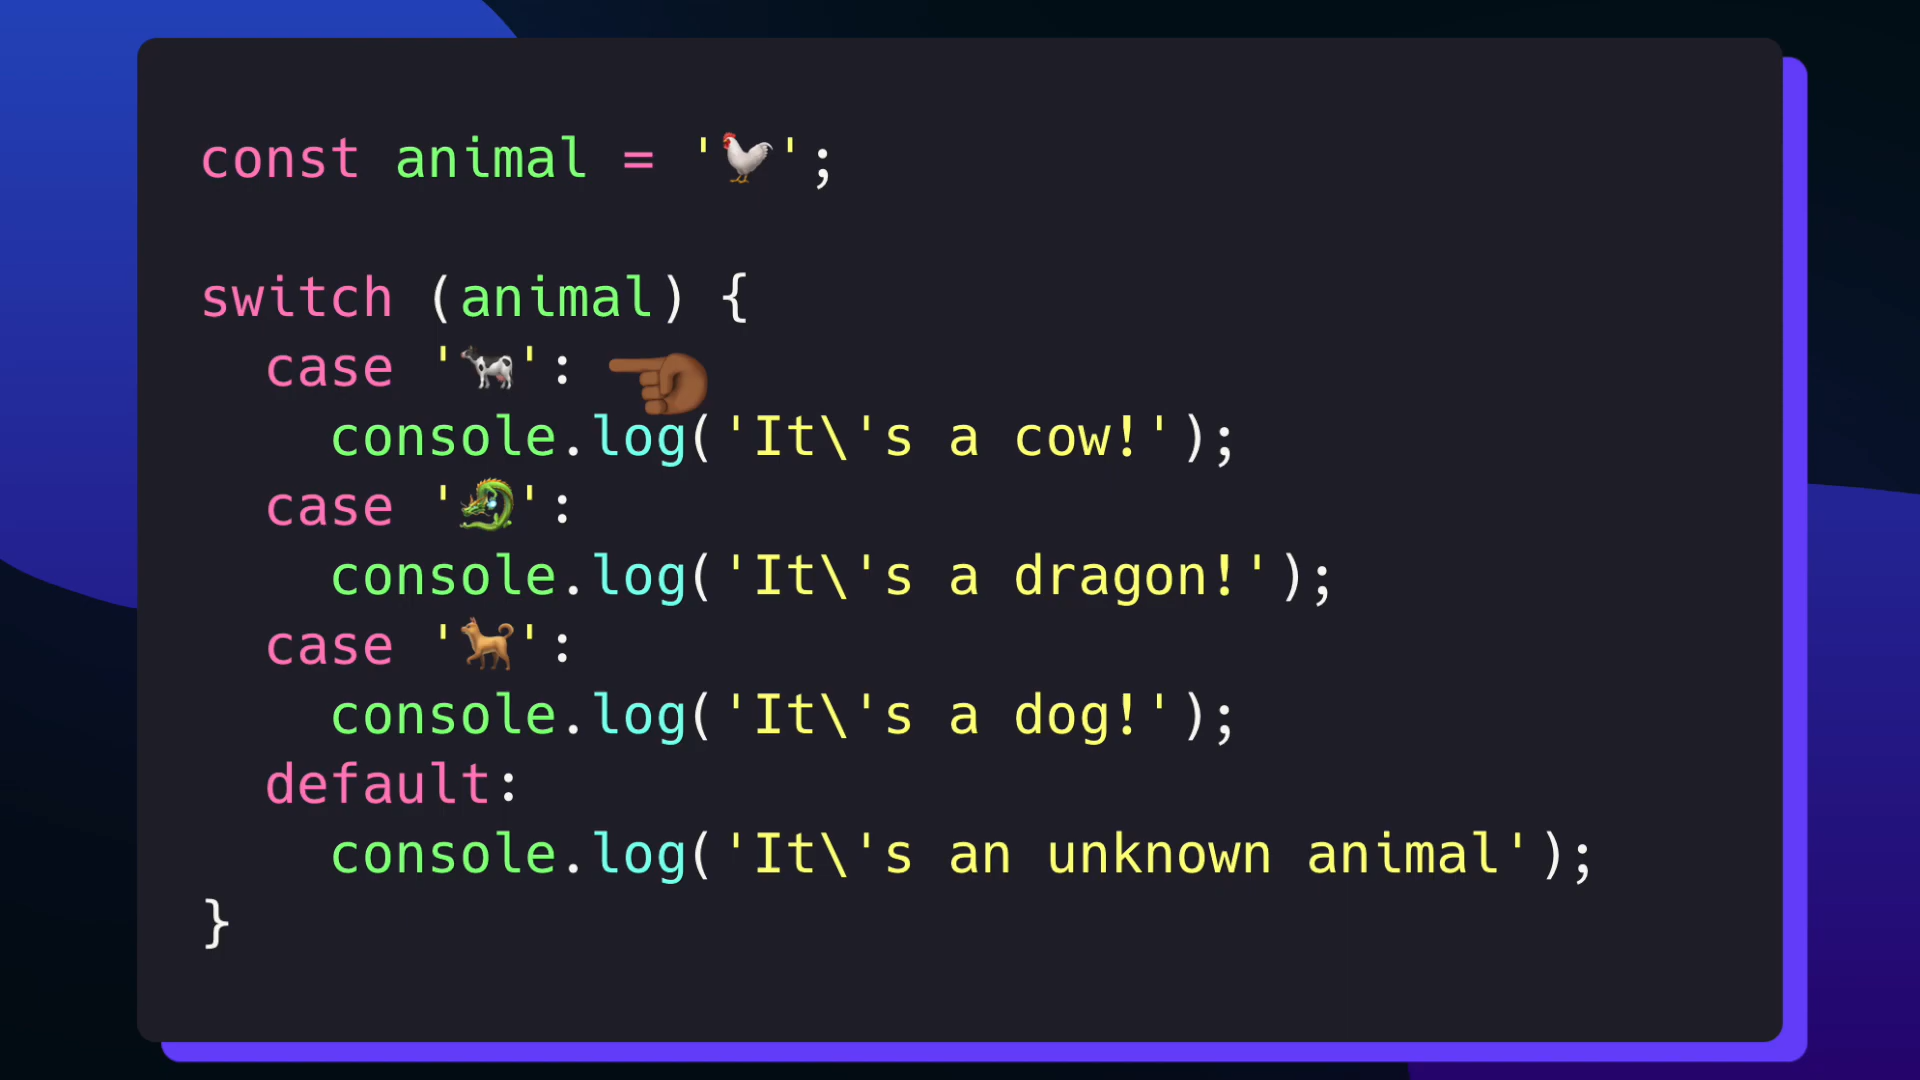 const animal = '🐓';
switch (animal) {
case '🐄':
console.log('It\'s a cow!');
case '🐉':
console.log('It\'s a dragon!');
case '🐕':
console.log('It\'s a dog!');
default:
console.log('It\'s an unknown animal');
}